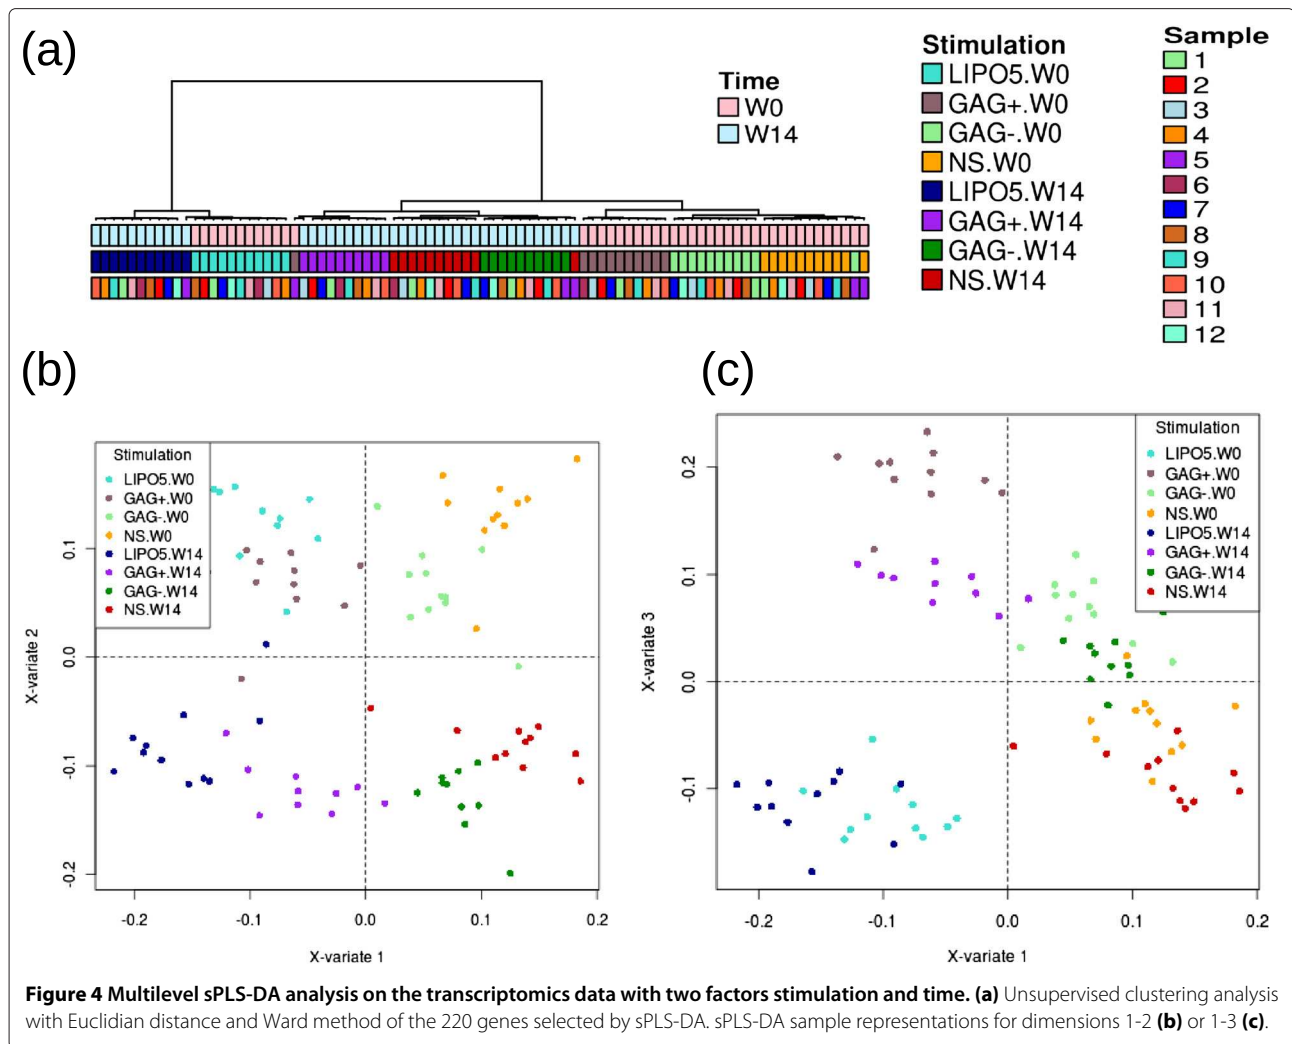 (a)
Time
W0
W14
Stimulation
LIPO5.W0
GAG+.W0
GAG-.W0
NS.W0
LIPO5.W14
GAG+.W14
GAG-.W14
NS.W14
Sample
1
2
3
4
5
6
7
8
9
10
11
12
(b)
Stimulation
LIPO5.W0
GAG+.W0
GAG-.W0
NS.W0
LIPO5.W14
GAG+.W14
GAG-.W14
NS.W14
X-variate 2
0.1
0.0
-0.1
-0.2
-0.2 -0.1 0.0 0.1 0.2
X-variate 1
(c)
Stimulation
LIPO5.W0
GAG+.W0
GAG-.W0
NS.W0
LIPO5.W14
GAG+.W14
GAG-.W14
NS.W14
X-variate 3
0.2
0.1
0.0
-0.1
-0.2 -0.1 0.0 0.1 0.2
X-variate 1
Figure 4 Multilevel sPLS-DA analysis on the transcriptomics data with two factors stimulation and time. (a) Unsupervised clustering analysis
with Euclidian distance and Ward method of the 220 genes selected by sPLS-DA. sPLS-DA sample representations for dimensions 1-2 (b) or 1-3 (c).